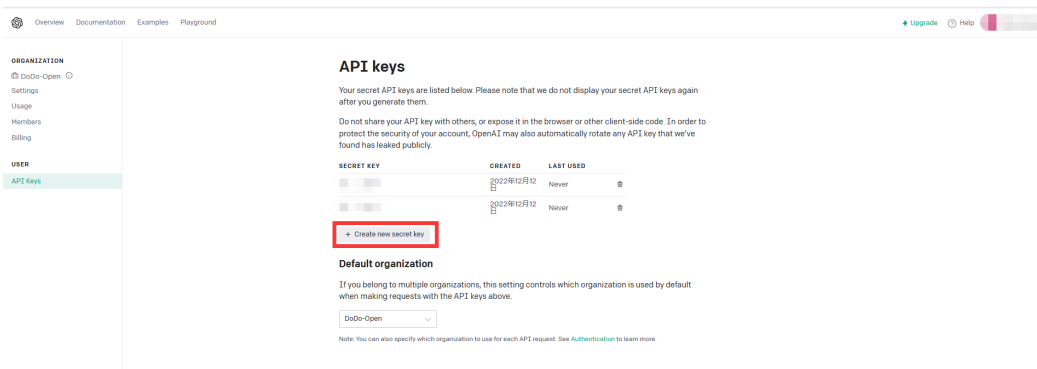 Overview Documentation Examples Playground
Upgrade Help
ORGANIZATION
DoDo-Open
Settings
Usage
Members
Billing
USER
API Keys
API keys
Your secret API keys are listed below. Please note that we do not display your secret API keys again
after you generate them.
Do not share your API key with others, or expose it in the browser or other client-side code. In order to
protect the security of your account, OpenAI may also automatically rotate any API key that we've
found has leaked publicly.
SECRET KEY CREATED LAST USED
2022年12月12
日 Never
2022年12月12
日 Never
+ Create new secret key
Default organization
If you belong to multiple organizations, this setting controls which organization is used by default
when making requests with the API keys above.
DoDo-Open
Note: You can also specify which organization to use for each API request. See Authentication to learn more.